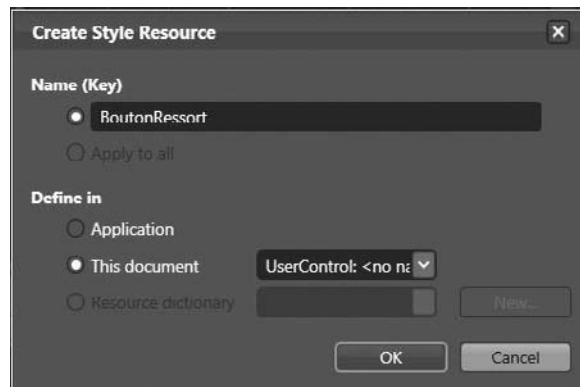 Create Style Resource
Name (Key)
BoutonRessort
Apply to all
Define in
Application
This document UserControl: <no na
Resource dictionary New...
OK Cancel